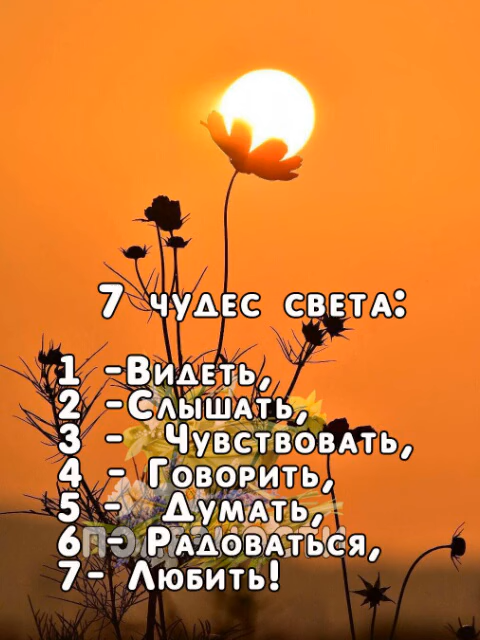 7 чудес света:
1 -Видеть,
2 -Слышать,
3 - Чувствовать,
4 - Говорить,
5 - Думать,
6 - Радоваться,
7- Любить!